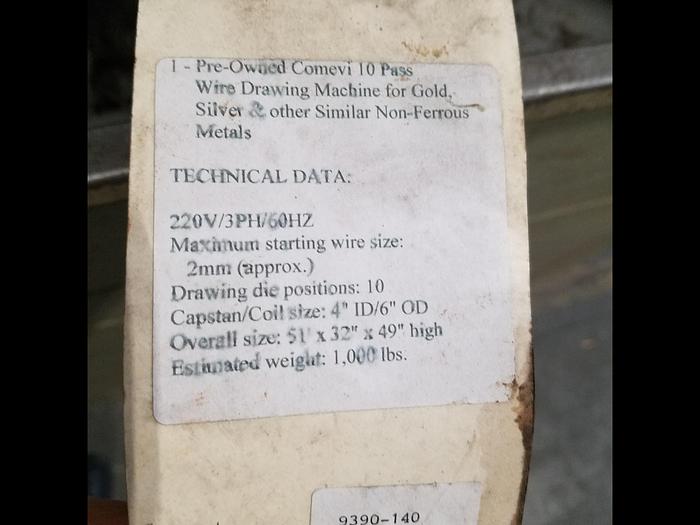 1 - Pre-Owned Comevi 10 Pass
Wire Drawing Machine for Gold,
Silver & other Similar Non-Ferrous
Metals
TECHNICAL DATA:
220V/3PH/60HZ
Maximum starting wire size:
2mm (approx.)
Drawing die positions: 10
Capstan/Coil size: 4" ID/6" OD
Overall size: 51" x 32" x 49" high
Estimated weight: 1,000 lbs.
9390-140